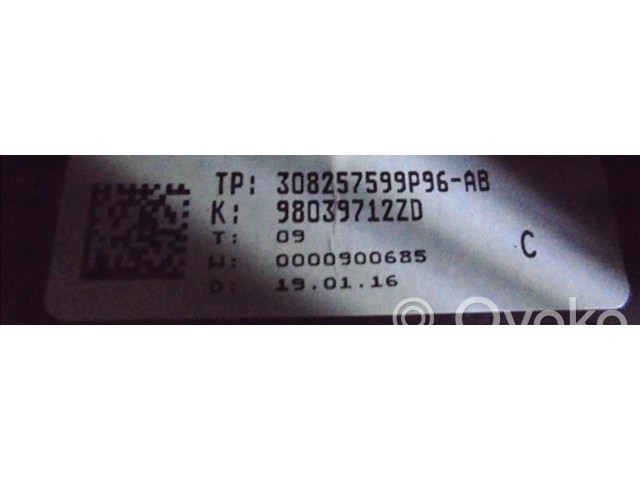 TP: 308257599P96-AB
K: 98039712ZD
T: 09
W: 0000900685
C
D: 19.01.16
© Ovoko